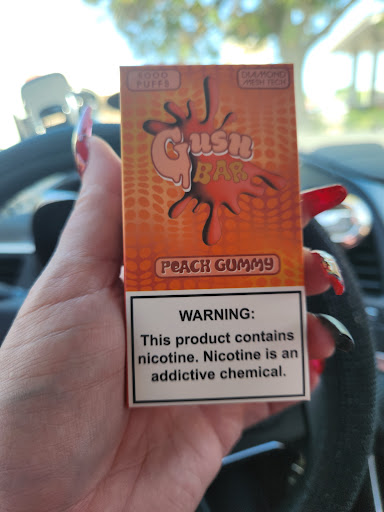 6000 PUFFS
DIAMOND MESH TECH
Gush
BAR
PEACH GUMMY
WARNING:
This product contains
nicotine. Nicotine is an
addictive chemical.